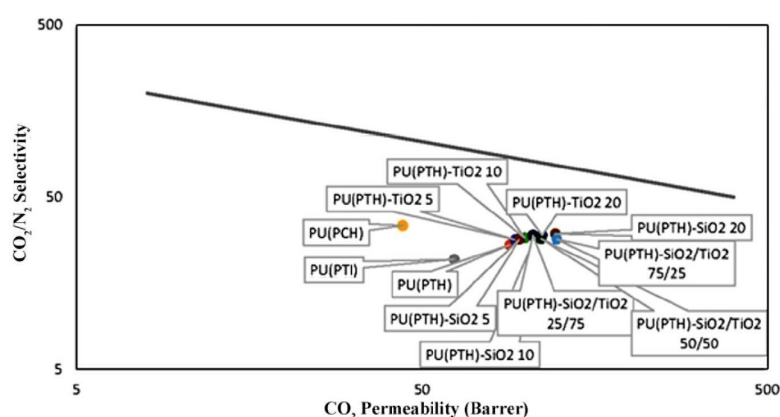 500
CO2/N2 Selectivity
PU(PTH)-TiO2 10
PU(PTH)-TiO2 5
PU(PTH)-TiO2 20
50
PU(PCH)
PU(PTH)-SiO2 20
PU(PTI)
PU(PTH)-SiO2/TiO2
75/25
PU(PTH)
PU(PTH)-SiO2/TiO2
25/75
PU(PTH)-SiO2 5
PU(PTH)-SiO2/TiO2
50/50
PU(PTH)-SiO2 10
5
5
50
500
CO2 Permeability (Barrer)